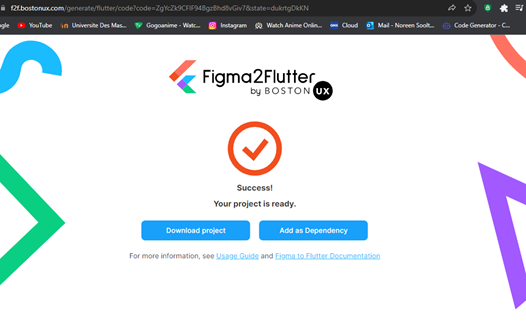 f2f.bostonux.com/generate/flutter/code?code=ZgYcZk9CFlF948gzBhd8vGiv7&state=dukrtgDkKN
gle
YouTube
Universite Des Mas...
Gogoanime - Watc...
Instagram
Watch Anime Onlin...
Cloud
Mail - Noreen Soolt...
Code Generator - C...
Figma2Flutter
by BOSTON UX
Success!
Your project is ready.
Download project
Add as Dependency
For more information, see Usage Guide and Figma to Flutter Documentation